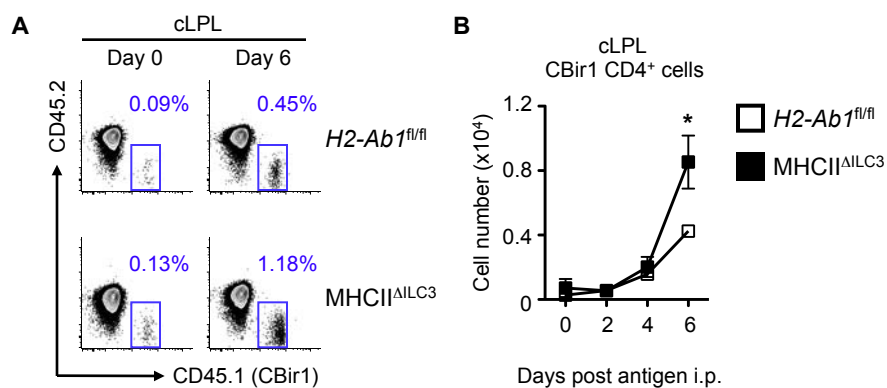 A
cLPL
Day 0
Day 6
CD45.2
0.09%
0.45%
H2-Ab1fl/fl
0.13%
1.18%
MHCIIΔILC3
CD45.1 (CBir1)
B
cLPL
CBir1 CD4+ cells
Cell number (x10⁴)
1.2
0.8
0.4
0
*
0
2
4
6
Days post antigen i.p.
H2-Ab1fl/fl
MHCIIΔILC3